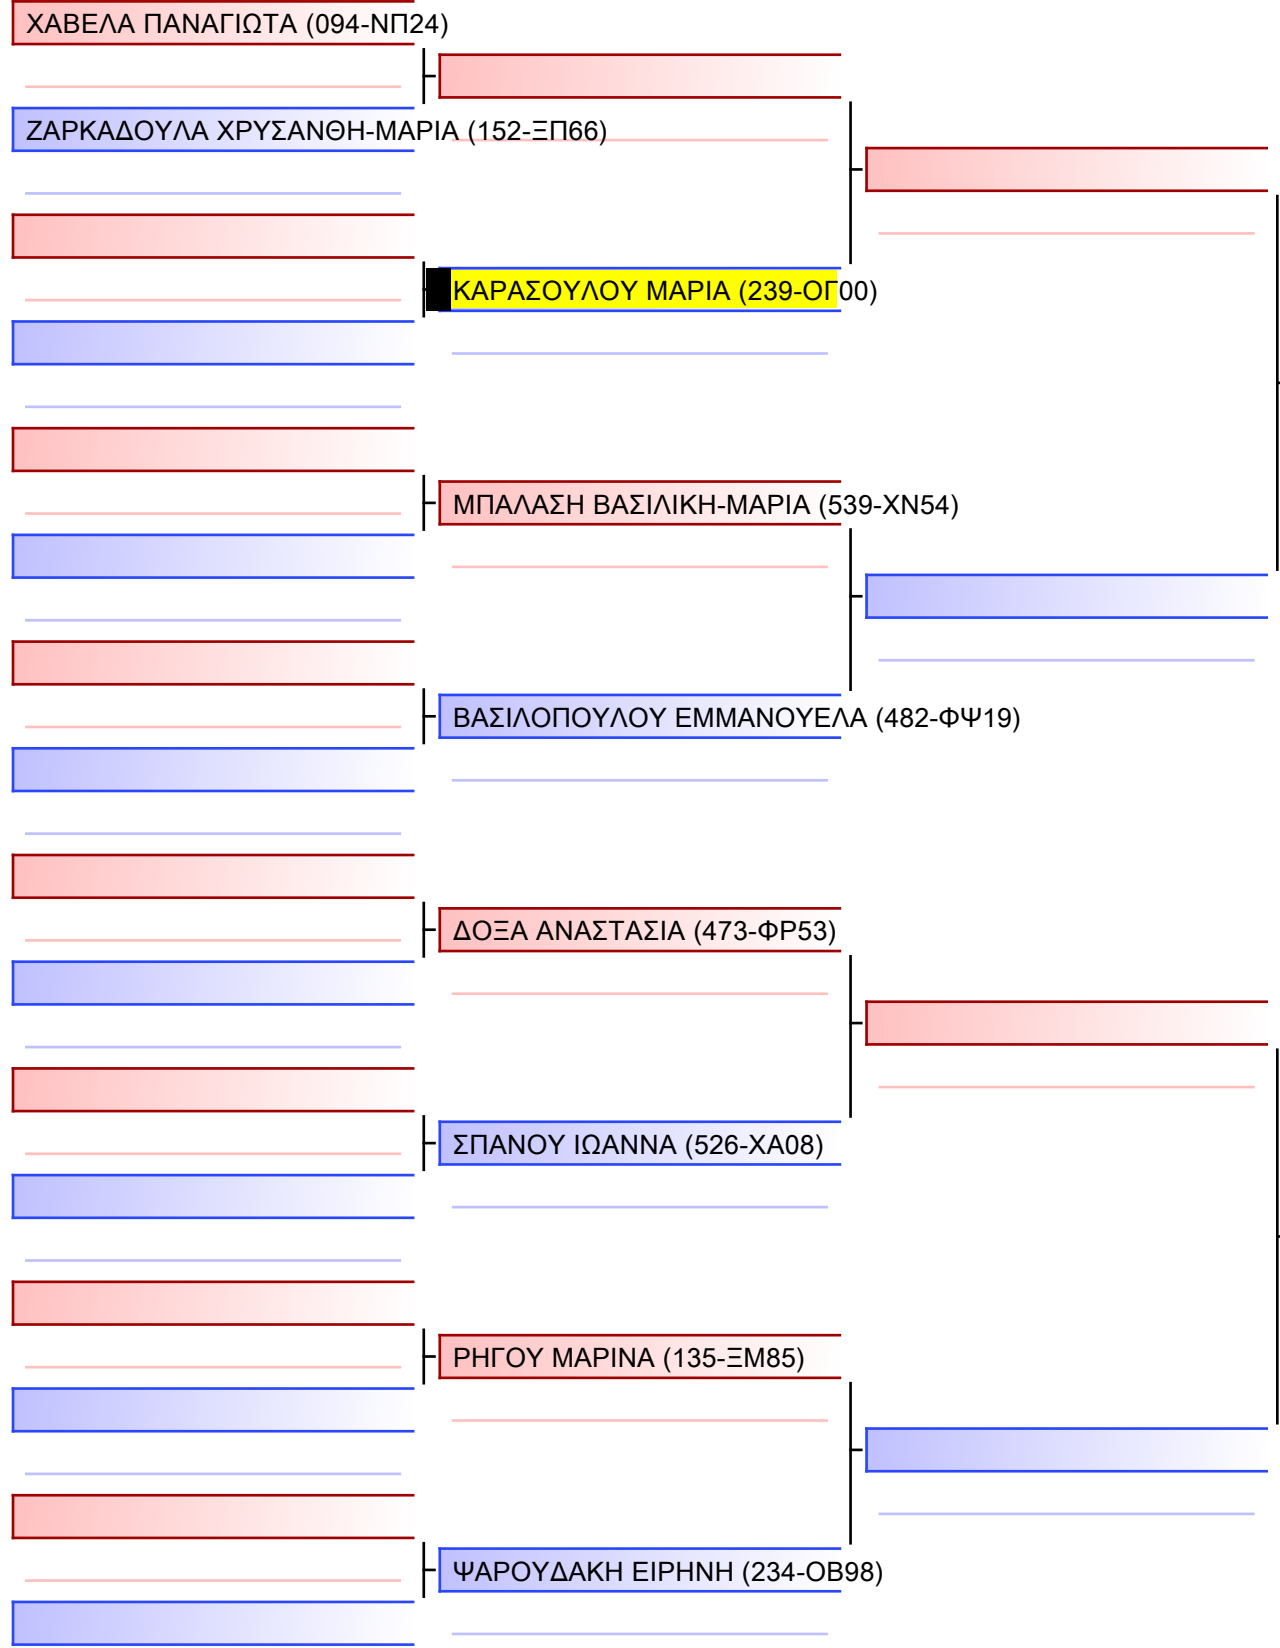 ΧΑΒΕΛΑ ΠΑΝΑΓΙΩΤΑ (094-ΝΠ24)
ΖΑΡΚΑΔΟΥΛΑ ΧΡΥΣΑΝΘΗ-ΜΑΡΙΑ (152-ΞΠ66)
ΚΑΡΑΣΟΥΛΟΥ ΜΑΡΙΑ (239-ΟΓ00)
ΜΠΑΛΑΣΗ ΒΑΣΙΛΙΚΗ-ΜΑΡΙΑ (539-ΧΝ54)
ΒΑΣΙΛΟΠΟΥΛΟΥ ΕΜΜΑΝΟΥΕΛΑ (482-ΦΨ19)
ΔΟΞΑ ΑΝΑΣΤΑΣΙΑ (473-ΦΡ53)
ΣΠΑΝΟΥ ΙΩΑΝΝΑ (526-ΧΑ08)
ΡΗΓΟΥ ΜΑΡΙΝΑ (135-ΞΜ85)
ΨΑΡΟΥΔΑΚΗ ΕΙΡΗΝΗ (234-ΟΒ98)